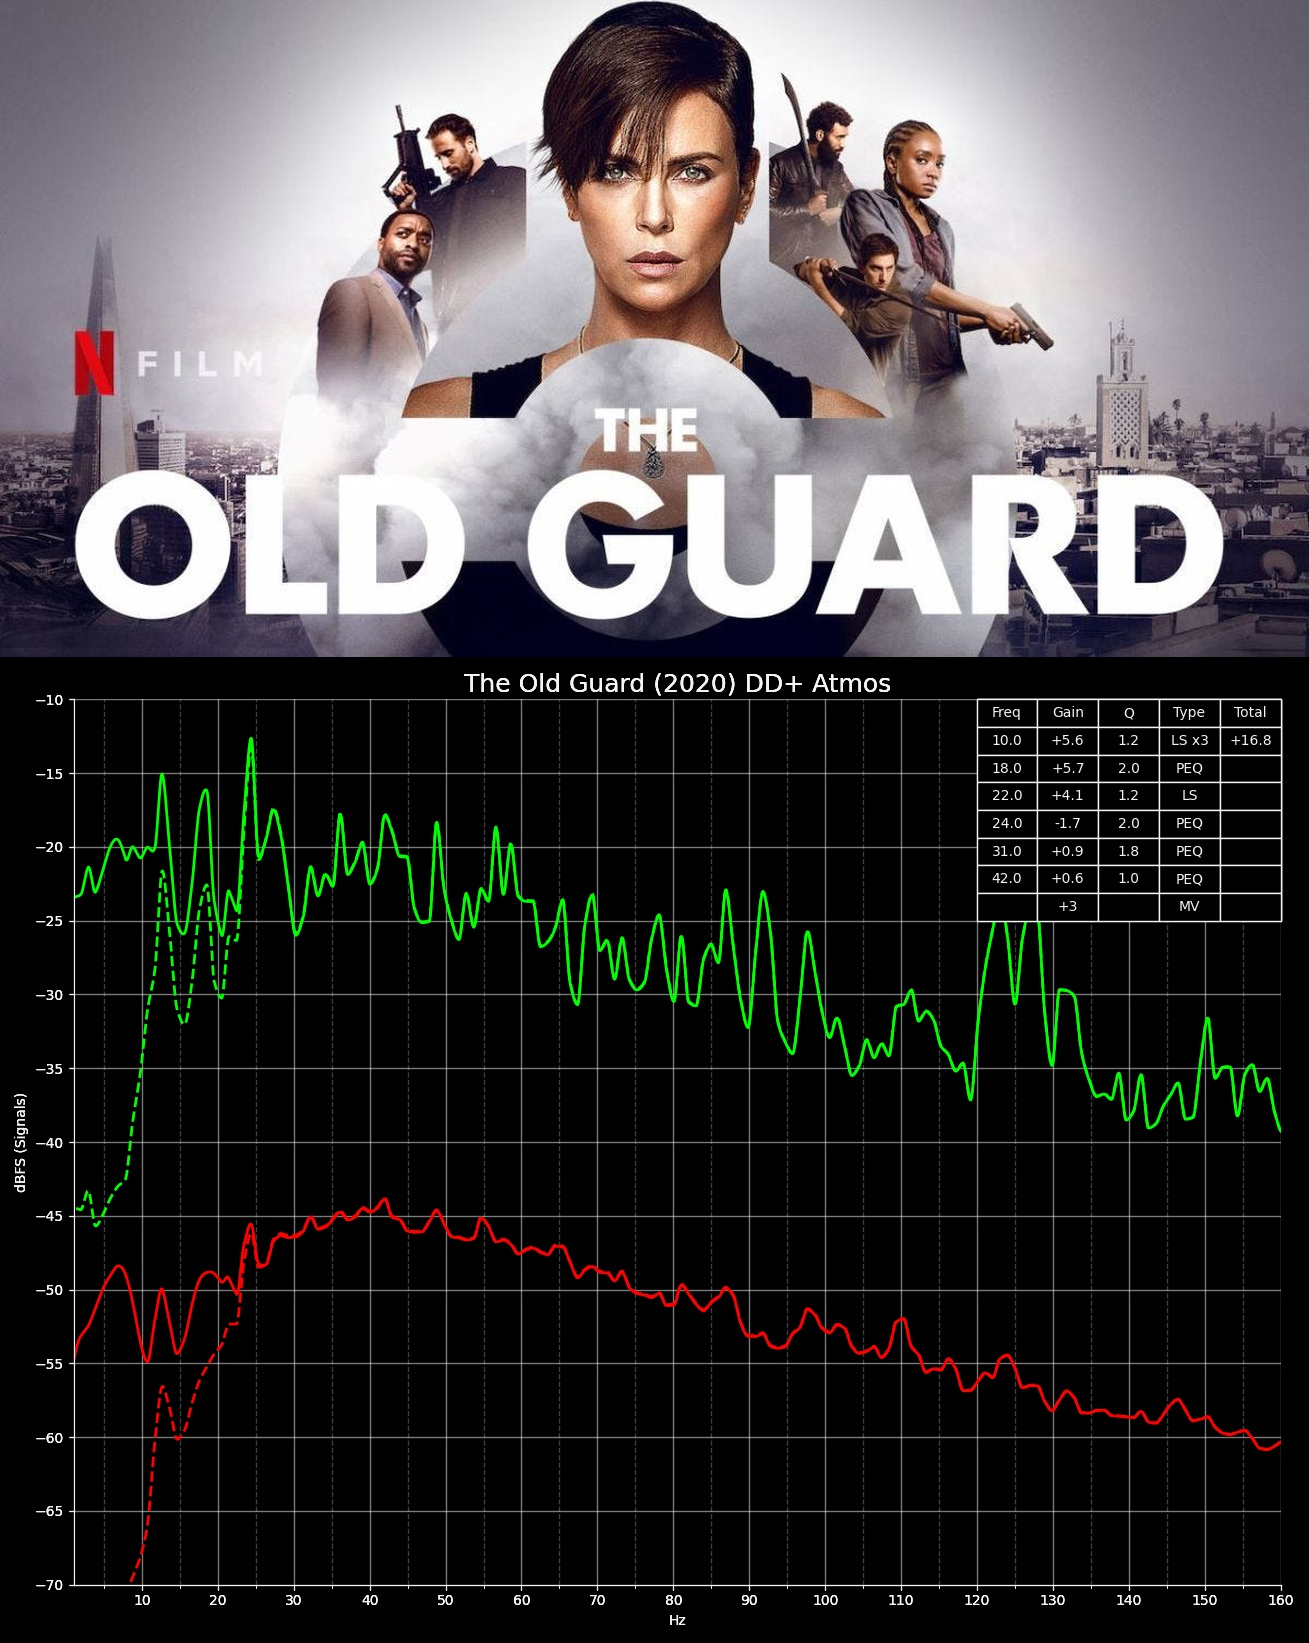 N FILM
THE
OLD GUARD
The Old Guard (2020) DD+ Atmos
Freq Gain Q Type Total
10.0 +5.6 1.2 LS x3 +16.8
18.0 +5.7 2.0 PEQ
22.0 +4.1 1.2 LS
24.0 -1.7 2.0 PEQ
31.0 +0.9 1.8 PEQ
42.0 +0.6 1.0 PEQ
+3 MV
−10
−15
−20
−25
−30
−35
−40
−45
−50
−55
−60
−65
−70
dBFS (Signals)
10 20 30 40 50 60 70 80 90 100 110 120 130 140 150 160
Hz